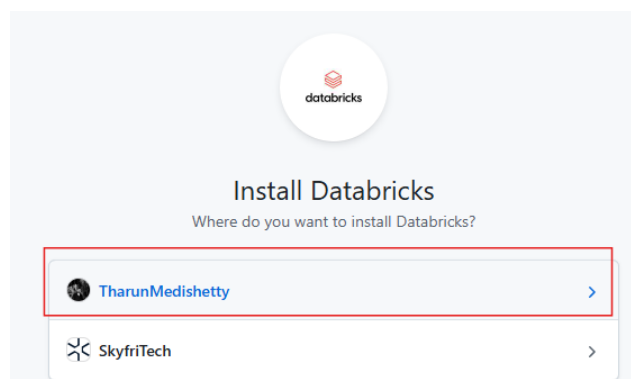 databricks
Install Databricks
Where do you want to install Databricks?
TharunMedishetty
SkyfriTech